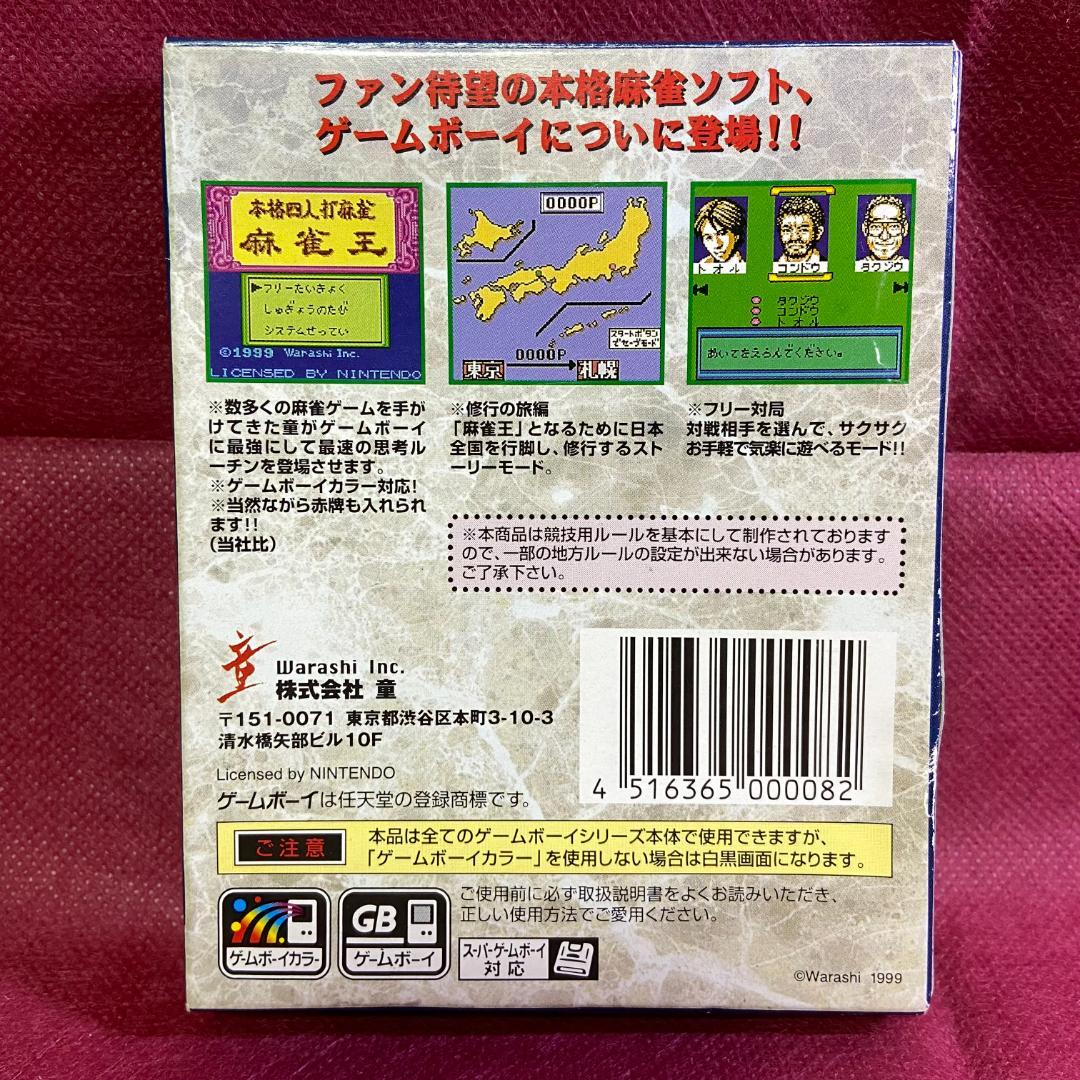 ファン待望の本格麻雀ソフト、
ゲームボーイについに登場!!
本格四人打麻雀
麻雀王
▶フリーたいきょく
しゅぎょうのたび
システムせってい
©1999 Warashi Inc.
LICENSED BY NINTENDO
0000P
スタートボタン
でセーブモード
0000P
東京
札幌
トオル
コンドウ
タクゾウ
タクゾウ
コンドウ
トオル
あいてをえらんでください。
※数多くの麻雀ゲームを手が
けてきた童がゲームボーイ
に最強にして最速の思考ル
ーチンを登場させます。
※ゲームボーイカラー対応!
※当然ながら赤牌も入れられ
ます!!
(当社比)
※修行の旅編
「麻雀王」となるために日本
全国を行脚し、修行するスト
ーリーモード。
※フリー対局
対戦相手を選んで、サクサク
お手軽で気楽に遊べるモード!!
※本商品は競技用ルールを基本にして制作されております
ので、一部の地方ルールの設定が出来ない場合があります。
ご了承下さい。
童
Warashi Inc.
株式会社 童
〒151-0071 東京都渋谷区本町3-10-3
清水橋矢部ビル10F
Licensed by NINTENDO
ゲームボーイは任天堂の登録商標です。
4 516365 000082
ご注意
本品は全てのゲームボーイシリーズ本体で使用できますが、
「ゲームボーイカラー」を使用しない場合は白黒画面になります。
ゲームボーイカラー
GB
ゲームボーイ
ご使用前に必ず取扱説明書をよくお読みいただき、
正しい使用方法でご愛用ください。
スーパーゲームボーイ
対応
©Warashi 1999